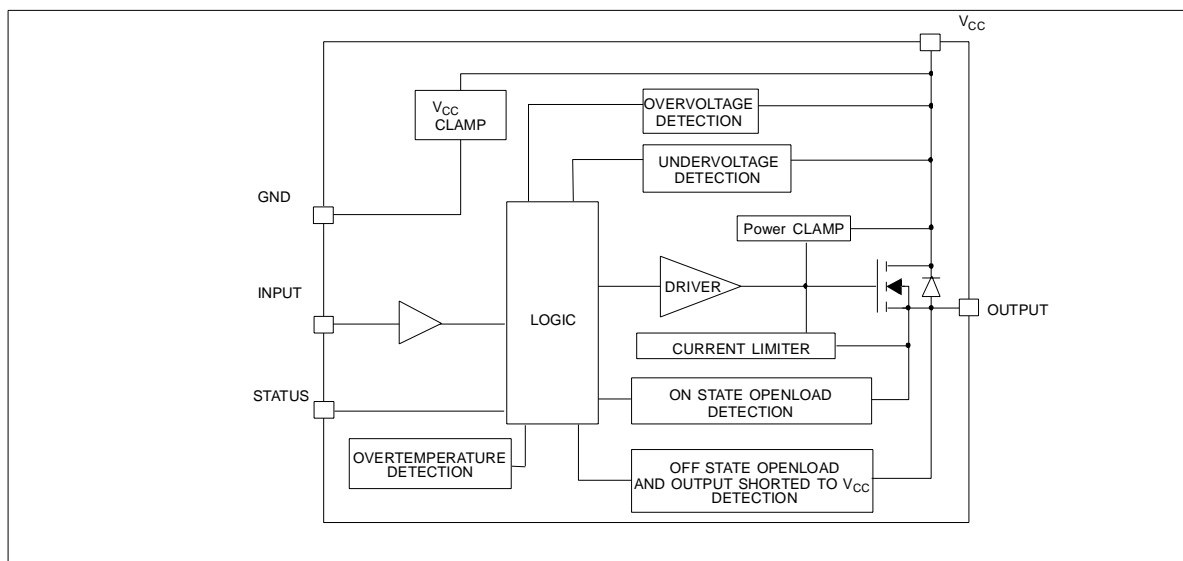 VCC
VCC
CLAMP
OVERVOLTAGE
DETECTION
UNDERVOLTAGE
DETECTION
GND
Power CLAMP
INPUT
DRIVER
LOGIC
OUTPUT
CURRENT LIMITER
STATUS
ON STATE OPENLOAD
DETECTION
OVERTEMPERATURE
DETECTION
OFF STATE OPENLOAD
AND OUTPUT SHORTED TO VCC
DETECTION